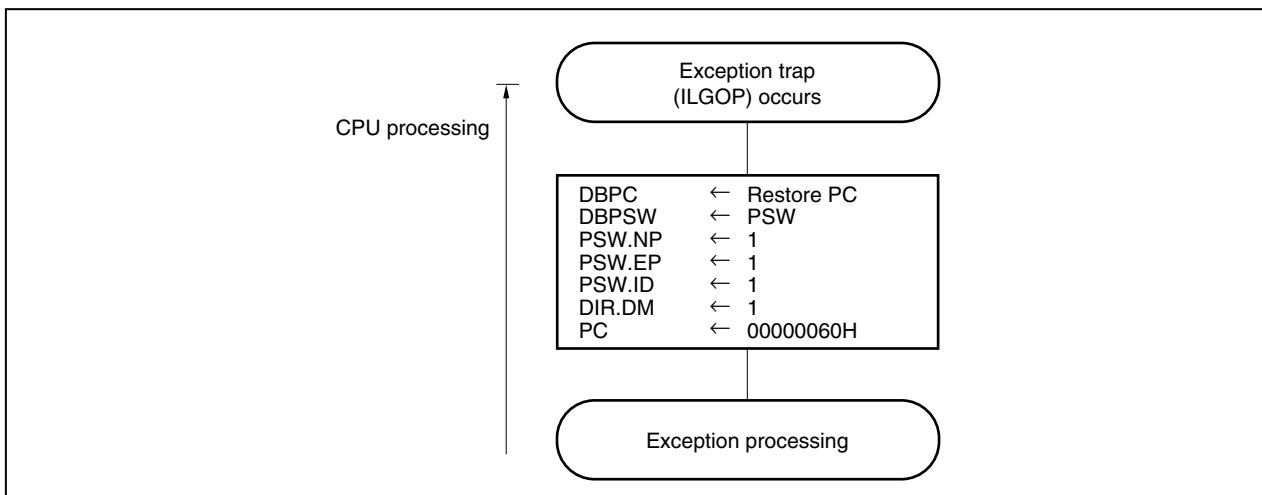 Exception trap
(ILGOP) occurs
CPU processing
DBPC ← Restore PC
DBPSW ← PSW
PSW.NP ← 1
PSW.EP ← 1
PSW.ID ← 1
DIR.DM ← 1
PC ← 00000060H
Exception processing